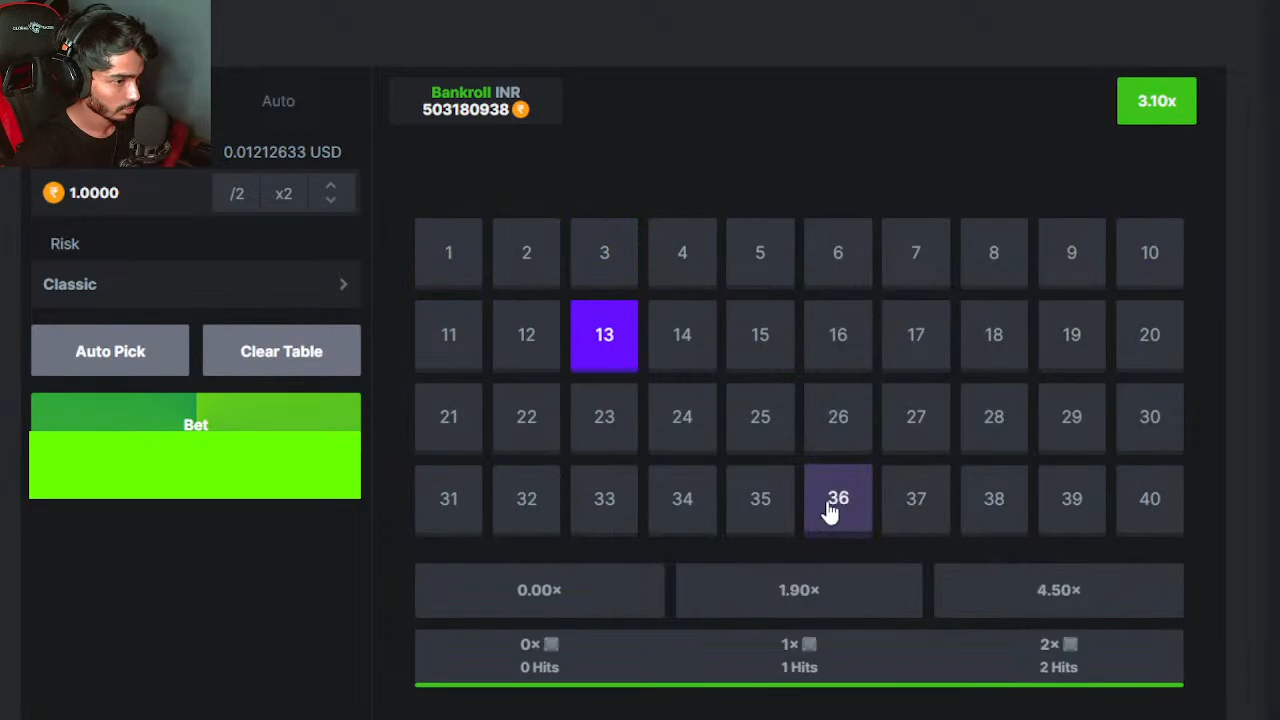 Auto
Bankroll INR
503180938
3.10x
0.01212633 USD
1.0000
/2
x2
Risk
Classic
Auto Pick
Clear Table
Bet
1 2 3 4 5 6 7 8 9 10
11 12 13 14 15 16 17 18 19 20
21 22 23 24 25 26 27 28 29 30
31 32 33 34 35 36 37 38 39 40
0.00× 1.90× 4.50×
0× 1× 2×
0 Hits 1 Hits 2 Hits